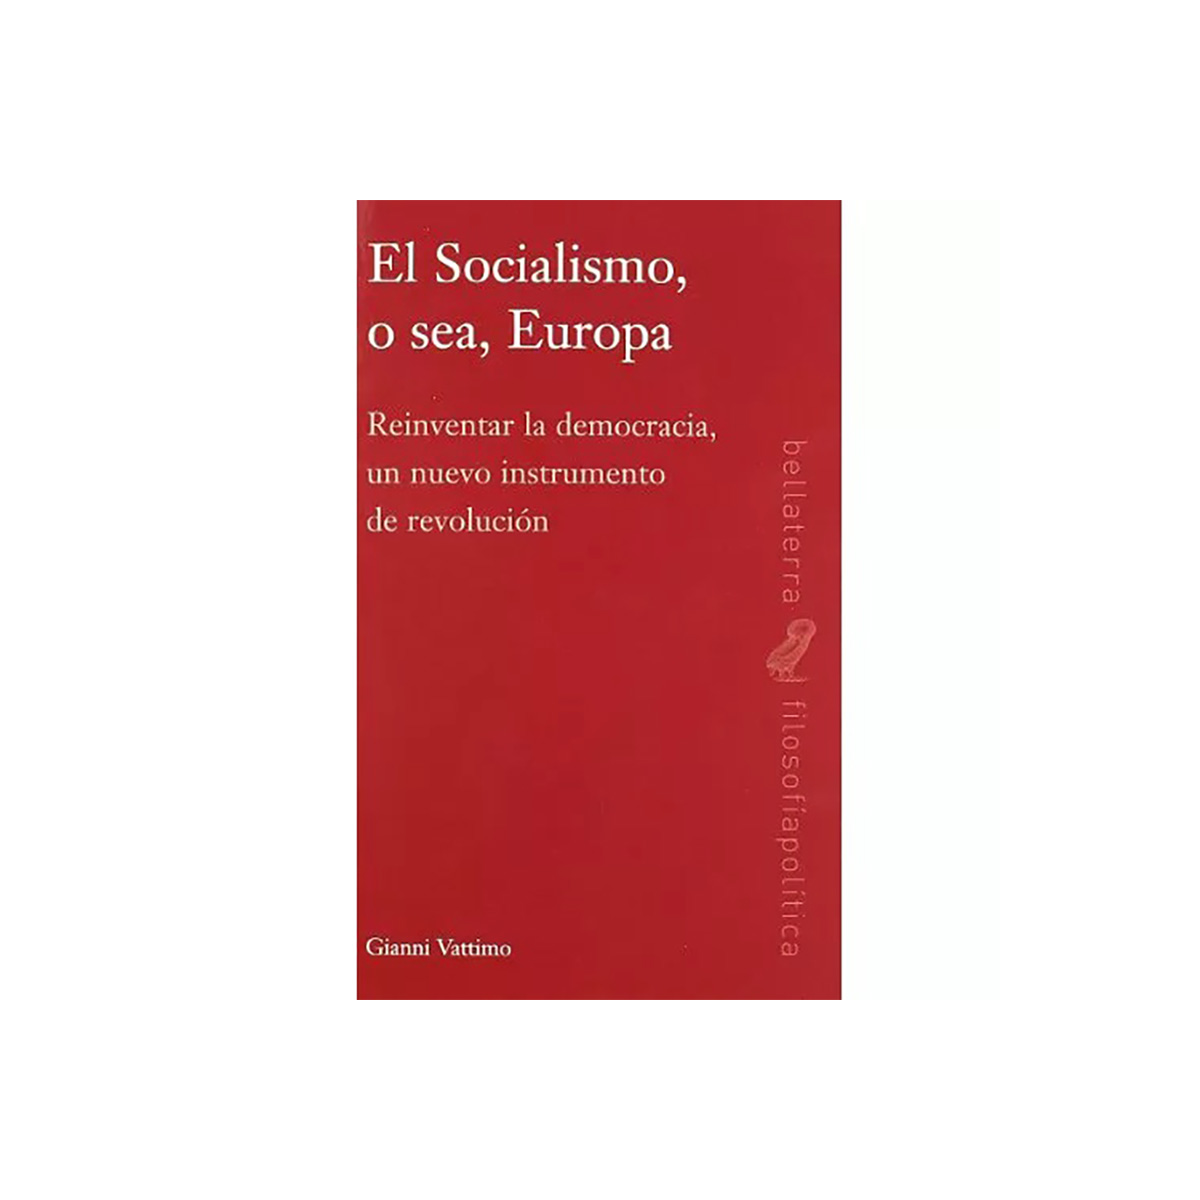 El Socialismo,
o sea, Europa
Reinventar la democracia,
un nuevo instrumento
de revolución
bellaterra
filosofíapolítica
Gianni Vattimo